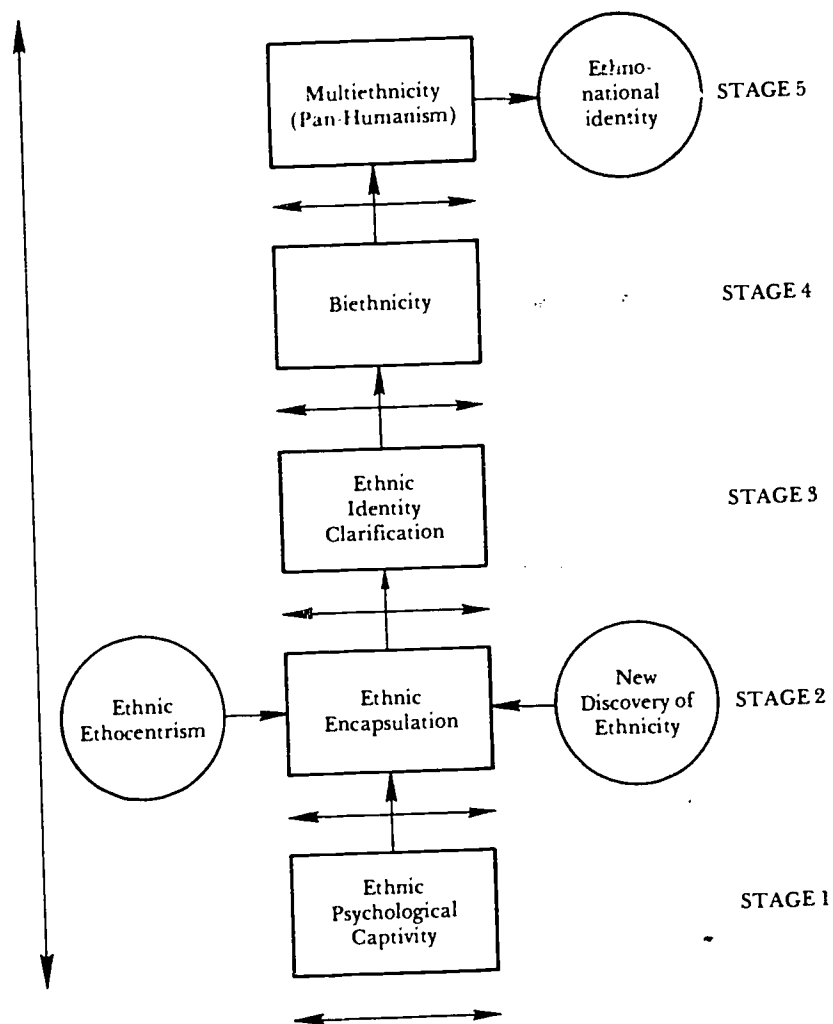 Multiethnicity
(Pan-Humanism)
Ethno-
national
identity
STAGE 5
Biethnicity
STAGE 4
Ethnic
Identity
Clarification
STAGE 3
Ethnic
Ethocentrism
Ethnic
Encapsulation
New
Discovery of
Ethnicity
STAGE 2
Ethnic
Psychological
Captivity
STAGE 1